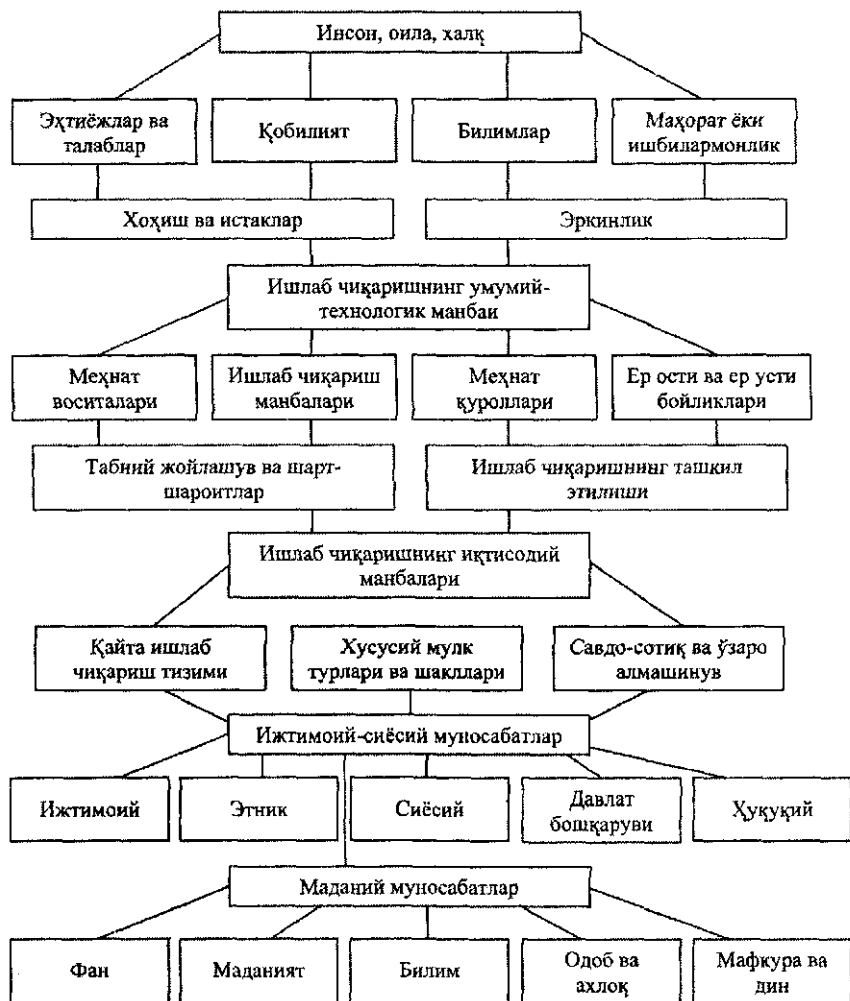 Инсон, оила, халқ
Эҳтиёжлар ва
талаблар
Қобилият
Билимлар
Маҳорат ёки
ишбилармонлик
Хоҳиш ва истаклар
Эркинлик
Ишлаб чиқаришнинг умумий-
технологик манбаи
Меҳнат
воситалари
Ишлаб чиқариш
манбалари
Меҳнат
қуроллари
Ер ости ва ер усти
бойликлари
Табиий жойлашув ва шарт-
шароитлар
Ишлаб чиқаришнинг ташкил
этилиши
Ишлаб чиқаришнинг иқтисодий
манбалари
Қайта ишлаб
чиқариш тизими
Хусусий мулк
турлари ва шакллари
Савдо-сотиқ ва ўзаро
алмашинув
Ижтимоий-сиёсий муносабатлар
Ижтимоий
Этник
Сиёсий
Давлат
бошқаруви
Ҳуқуқий
Маданий муносабатлар
Фан
Маданият
Билим
Одоб ва
ахлоқ
Мафкура ва
дин